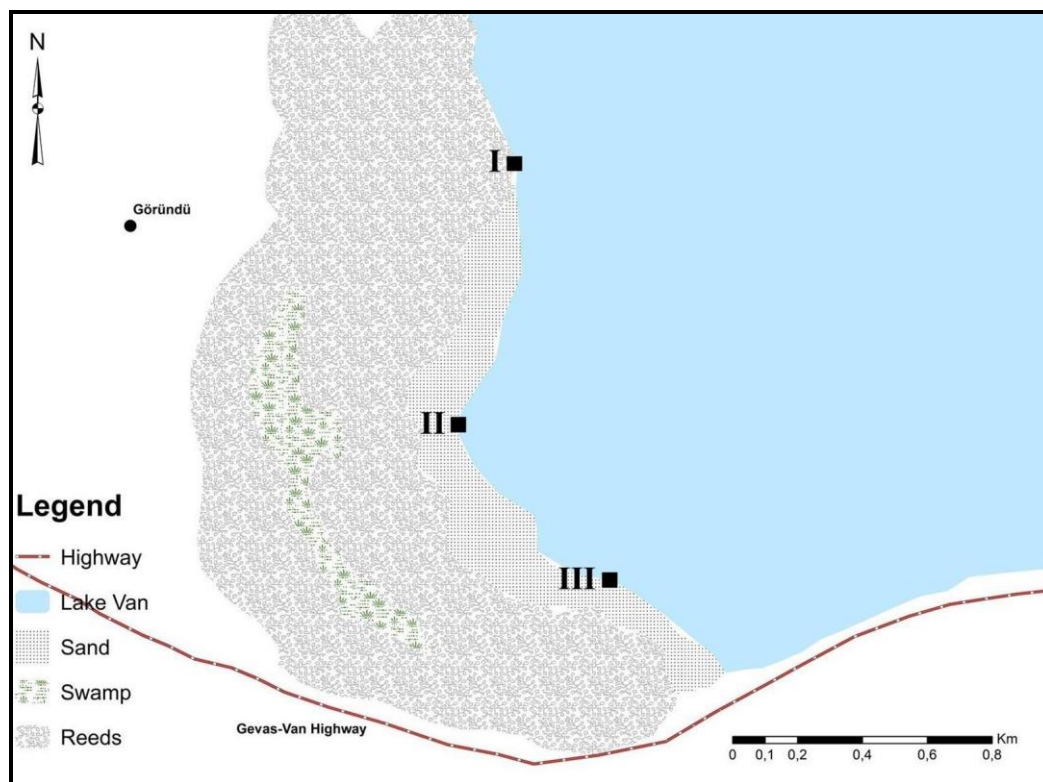 N
I
Göründü
II
Legend
III
Highway
Lake Van
Sand
Swamp
Gevas-Van Highway
Reeds
Km
0 0,1 0,2 0,4 0,6 0,8